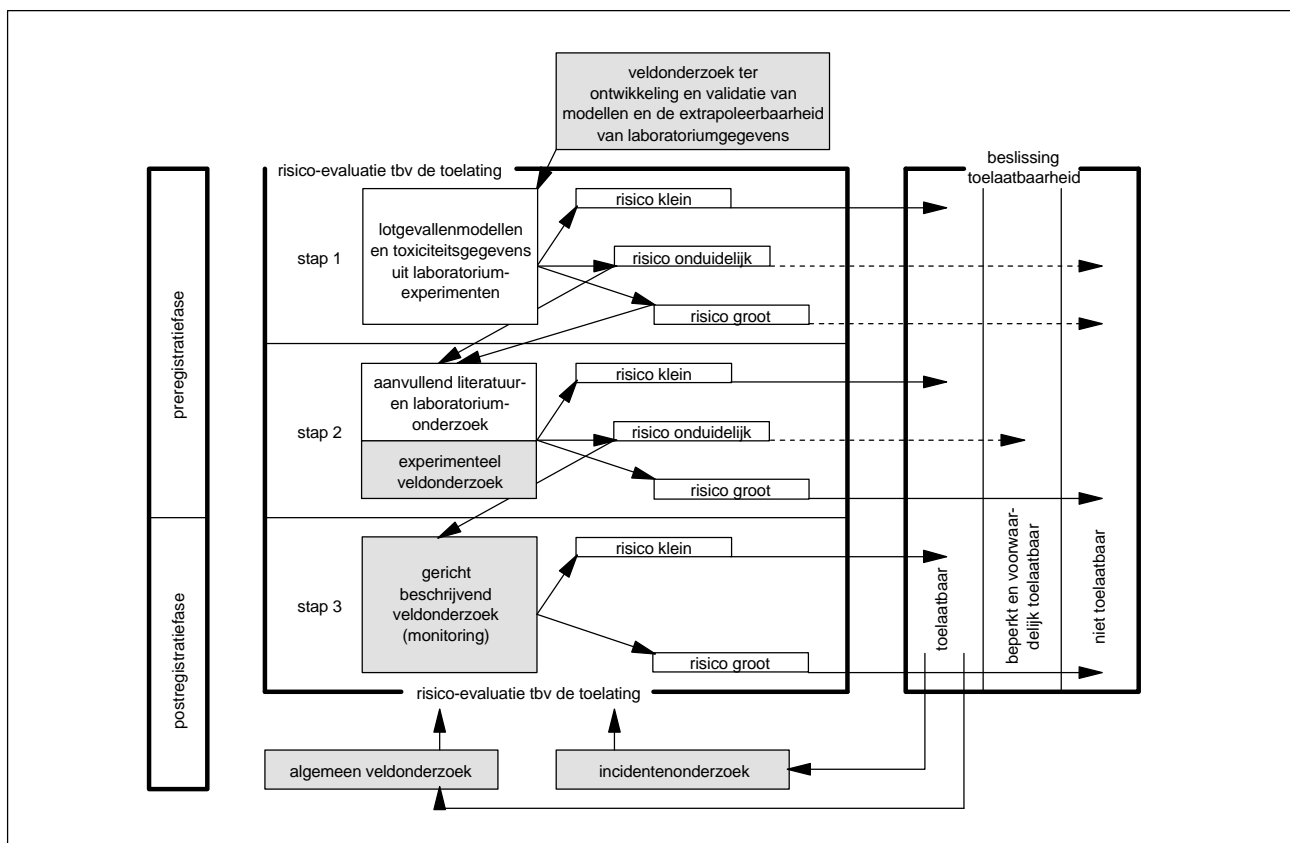 veldonderzoek ter
ontwikkeling en validatie van
modellen en de extrapoleerbaarheid
van laboratoriumgegevens
risico-evaluatie tbv de toelating
beslissing
toelaatbaarheid
preregistratiefase
stap 1
lotgevallenmodellen
en toxiciteitsgegevens
uit laboratorium-
experimenten
risico klein
risico onduidelijk
risico groot
stap 2
aanvullend literatuur-
en laboratorium-
onderzoek
experimenteel
veldonderzoek
risico klein
risico onduidelijk
risico groot
postregistratiefase
stap 3
gericht
beschrijvend
veldonderzoek
(monitoring)
risico klein
risico groot
toelaatbaar
beperkt en voorwaar-
delijk toelaatbaar
niet toelaatbaar
risico-evaluatie tbv de toelating
algemeen veldonderzoek
incidentenonderzoek